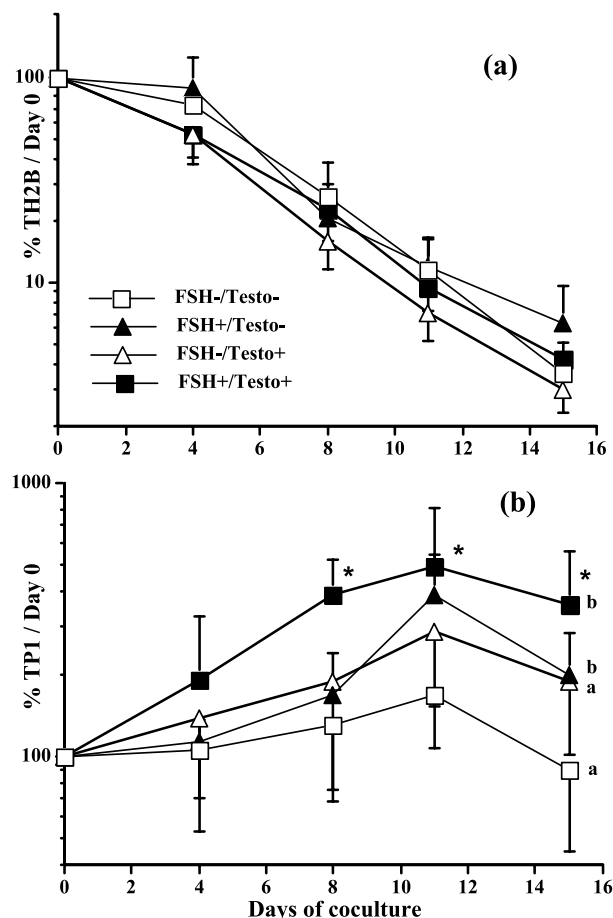 (a)
100
10
% TH2B / Day 0
FSH-/Testo-
FSH+/Testo-
FSH-/Testo+
FSH+/Testo+
0 2 4 6 8 10 12 14 16
1000
(b)
* * *
b
b
a
a
100
% TP1 / Day 0
0 2 4 6 8 10 12 14 16
Days of coculture